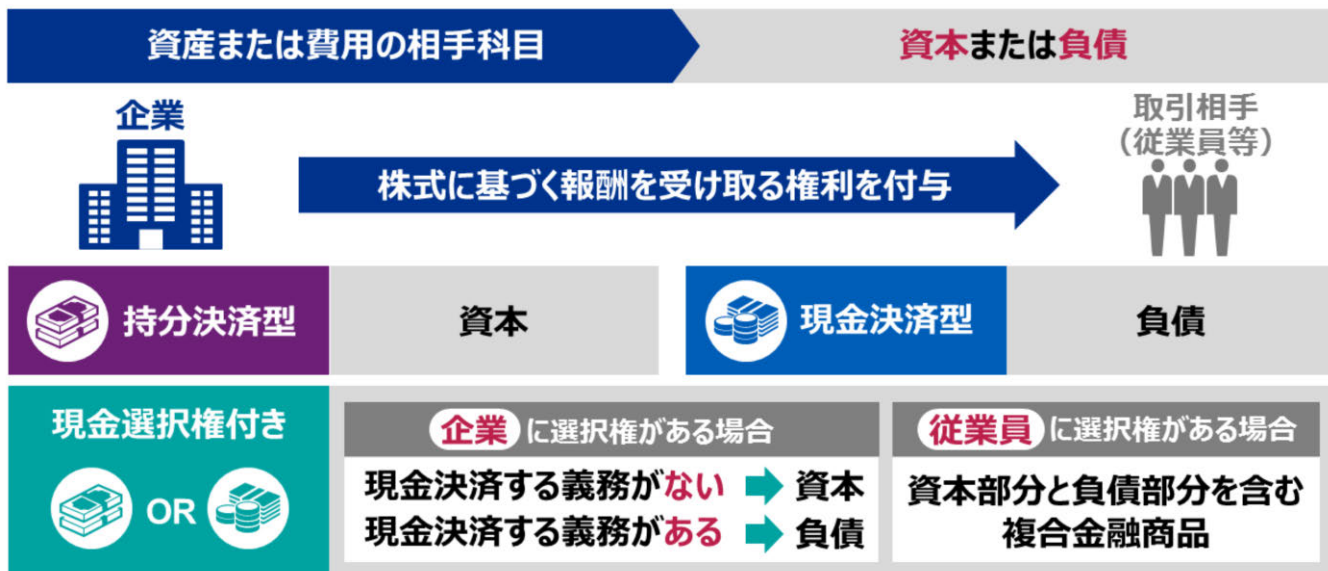 資産または費用の相手科目
資本または負債
企業
取引相手
（従業員等）
株式に基づく報酬を受け取る権利を付与
持分決済型
資本
現金決済型
負債
現金選択権付き
OR
企業 に選択権がある場合
現金決済する義務がない 資本
現金決済する義務がある 負債
従業員 に選択権がある場合
資本部分と負債部分を含む
複合金融商品